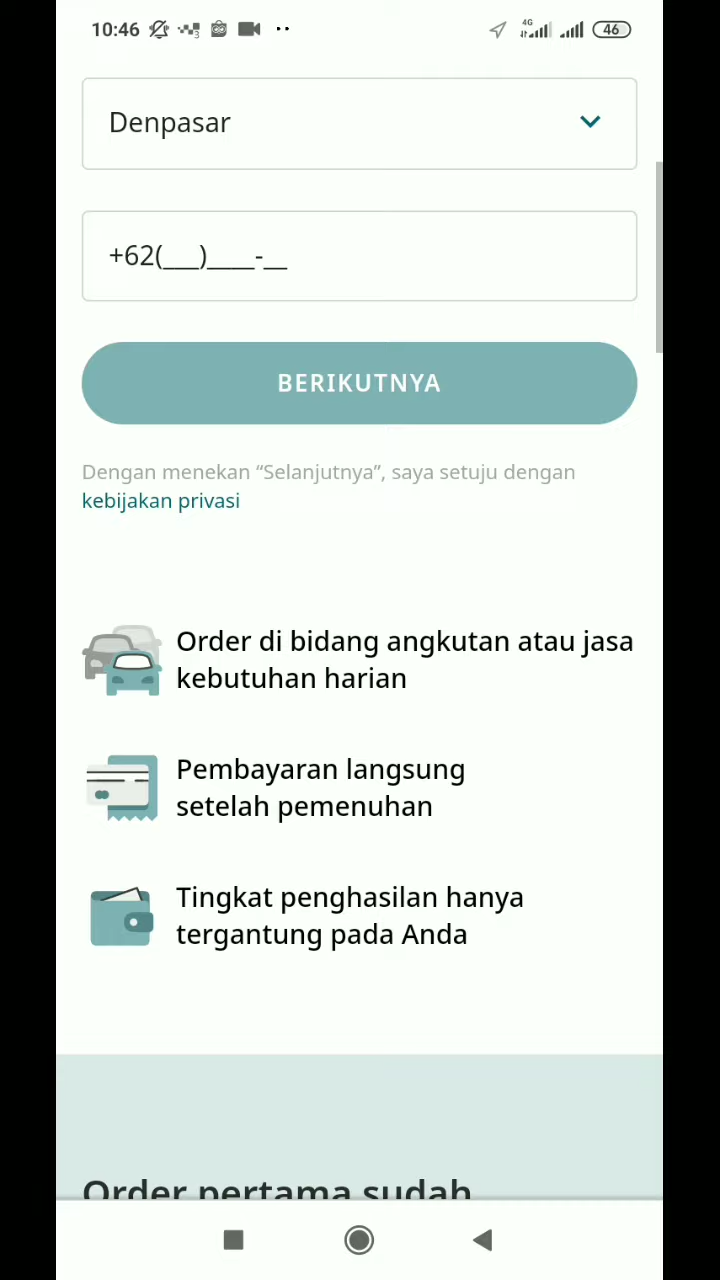 10:46
4G
46
Denpasar
+62(___)____-__
BERIKUTNYA
Dengan menekan “Selanjutnya”, saya setuju dengan
kebijakan privasi
Order di bidang angkutan atau jasa
kebutuhan harian
Pembayaran langsung
setelah pemenuhan
Tingkat penghasilan hanya
tergantung pada Anda
Order pertama sudah